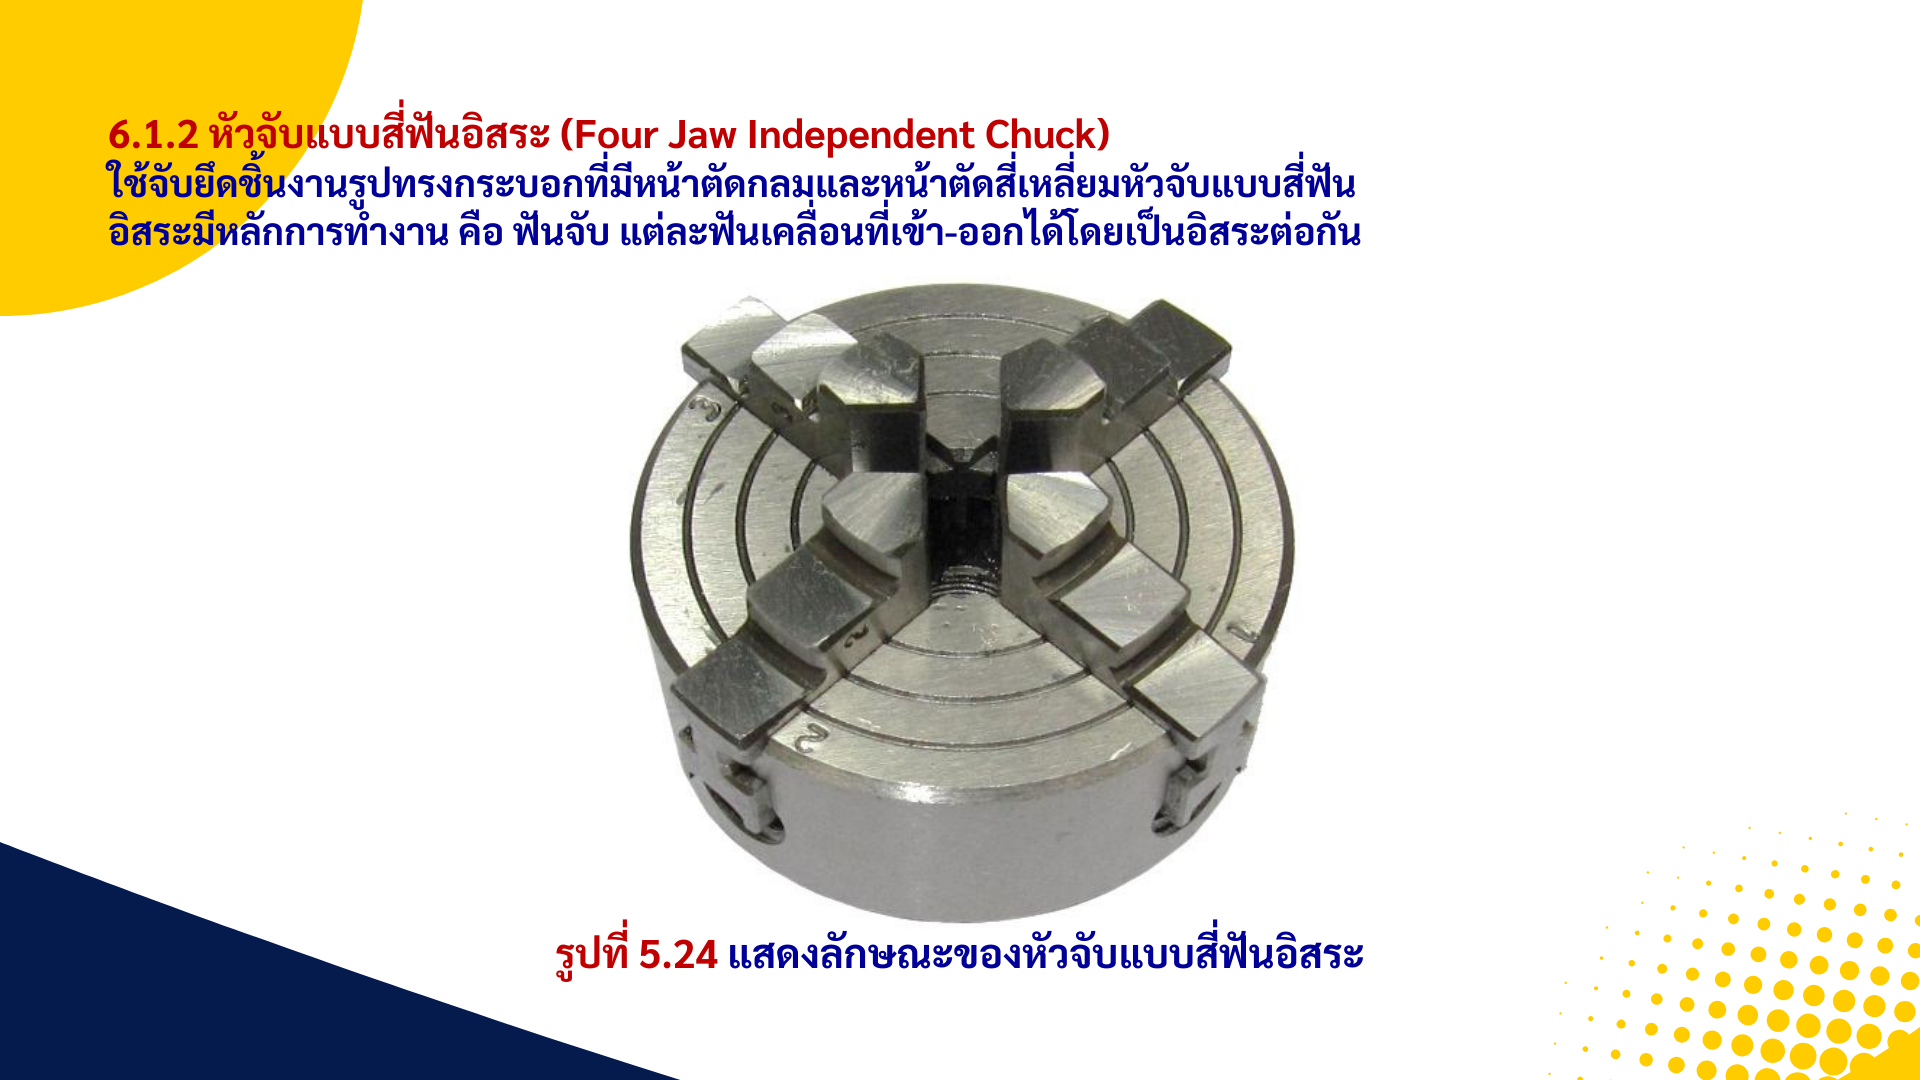 6.1.2 หัวจับแบบสี่ฟันอิสระ (Four Jaw Independent Chuck)
ใช้จับยึดชิ้นงานรูปทรงกระบอกที่มีหน้าตัดกลมและหน้าตัดสี่เหลี่ยมหัวจับแบบสี่ฟัน
อิสระมีหลักการทำงาน คือ ฟันจับ แต่ละฟันเคลื่อนที่เข้า-ออกได้โดยเป็นอิสระต่อกัน
3
3
2
1
2
รูปที่ 5.24 แสดงลักษณะของหัวจับแบบสี่ฟันอิสระ